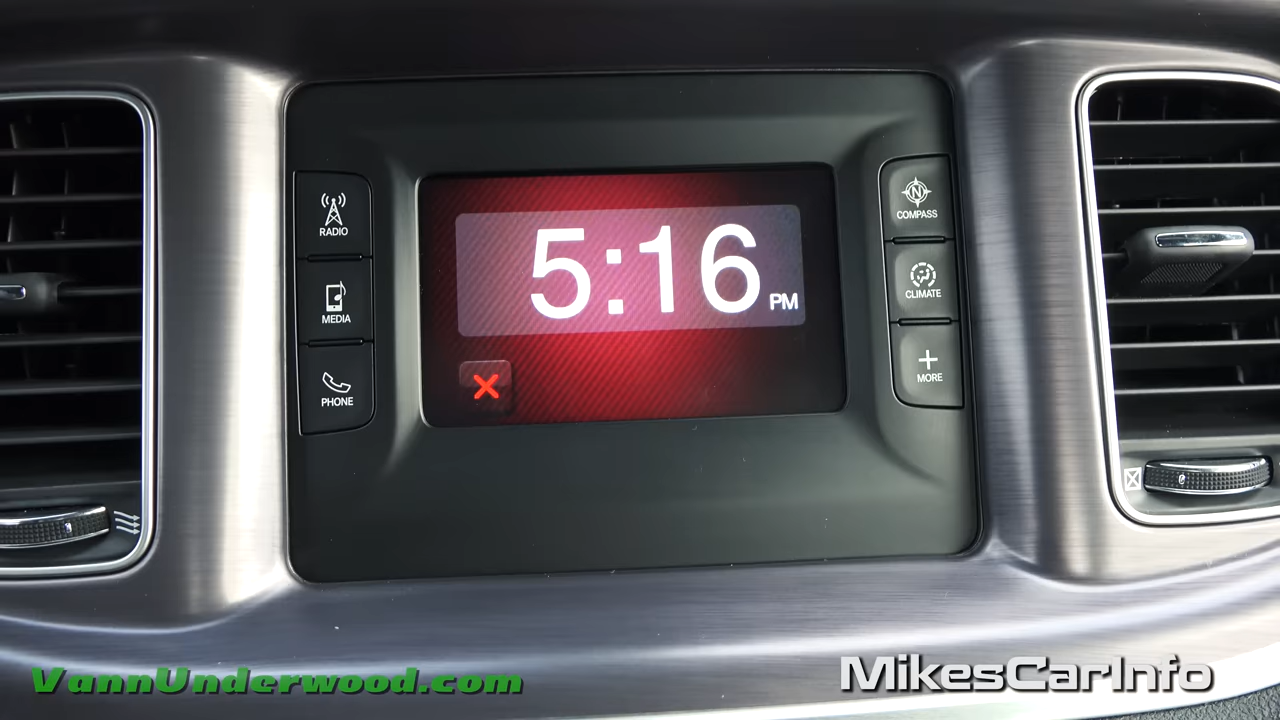 RADIO
MEDIA
PHONE
5:16 PM
N
COMPASS
CLIMATE
MORE
VannUnderwood.com
MikesCarInfo